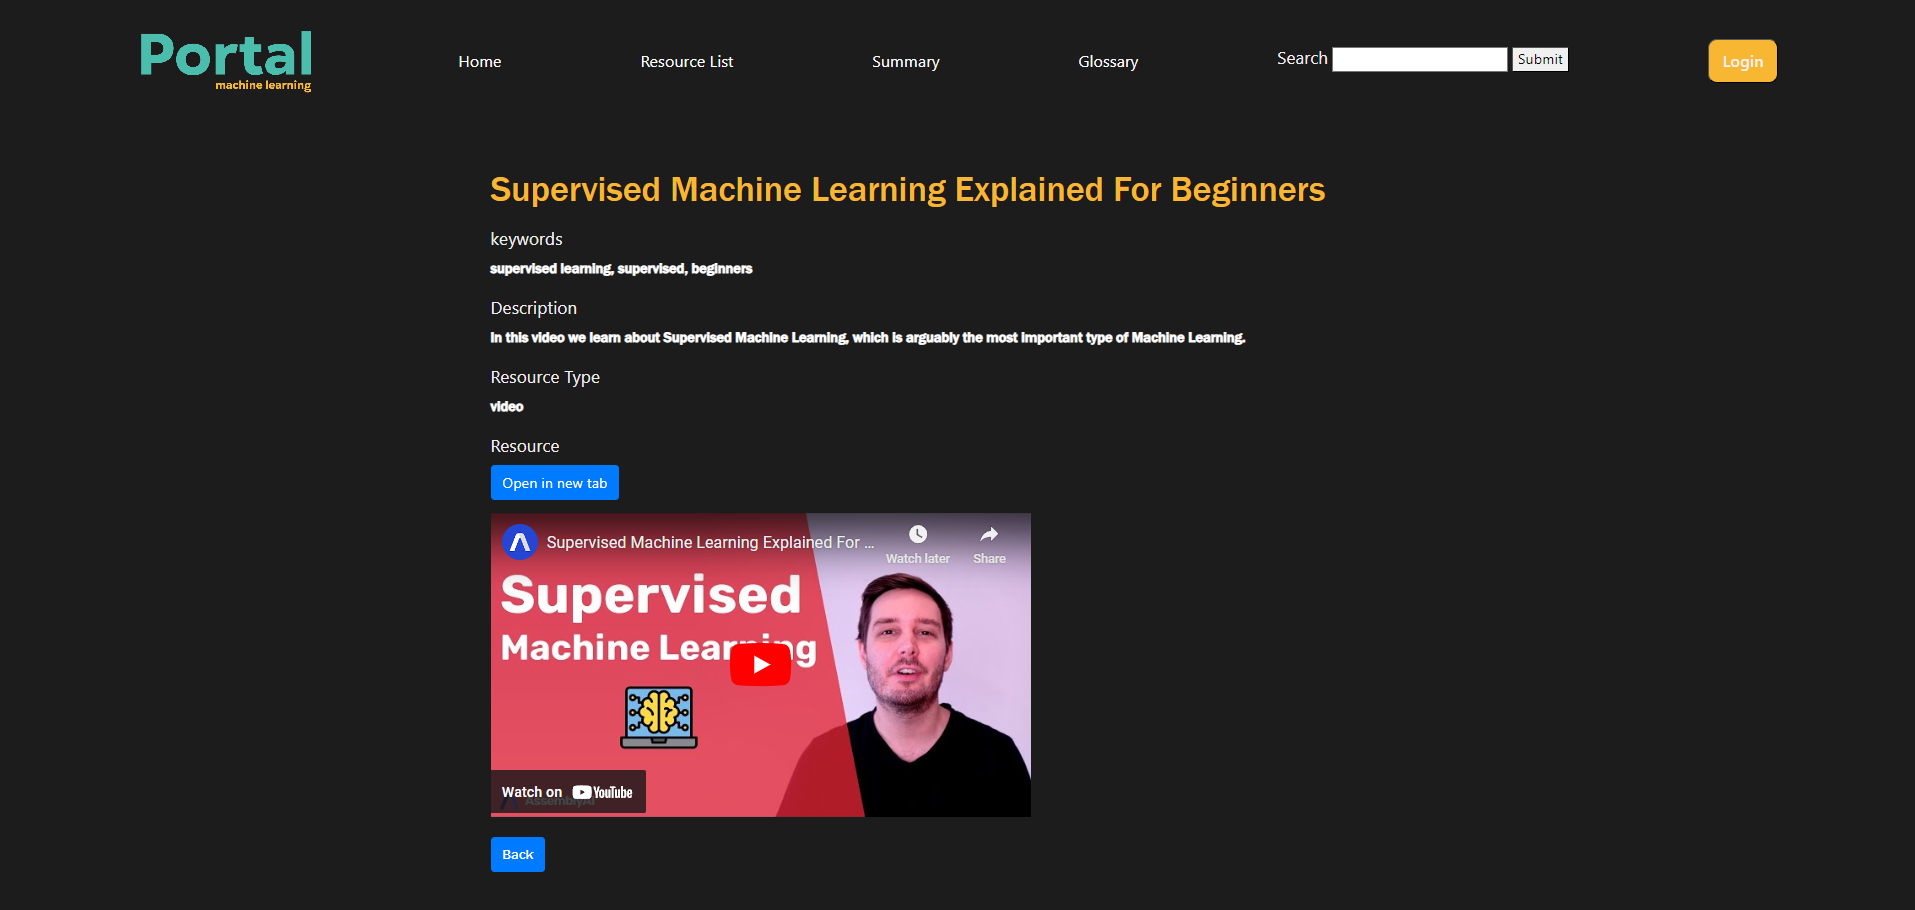 Portal
machine learning
Home
Resource List
Summary
Glossary
Search
Submit
Login
Supervised Machine Learning Explained For Beginners
keywords
supervised learning, supervised, beginners
Description
In this video we learn about Supervised Machine Learning, which is arguably the most important type of Machine Learning.
Resource Type
video
Resource
Open in new tab
Supervised Machine Learning Explained For ...
Watch later
Share
Supervised
Machine Learning
Watch on YouTube
AssemblyAI
Back